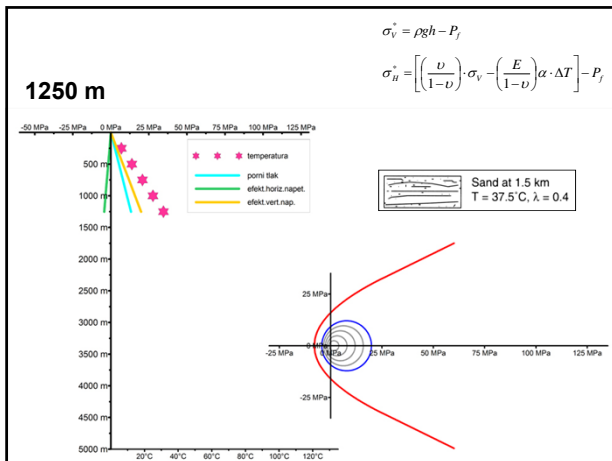 σ*V = ρgh − Pf
σ*H = [(υ/1−υ)·σV − (E/1−υ)α·ΔT] − Pf
1250 m
-50 MPa -25 MPa 0 MPa 25 MPa 50 MPa 75 MPa 100 MPa 125 MPa
temperatura
porni tlak
efekt.horiz.napet.
efekt.vert.nap.
500 m
1000 m
1500 m
2000 m
2500 m
3000 m
3500 m
4000 m
4500 m
5000 m
20°C 40°C 60°C 80°C 100°C 120°C 140°C
Sand at 1.5 km
T = 37.5°C, λ = 0.4
25 MPa
0 MPa
-25 MPa 0 MPa 25 MPa 50 MPa 75 MPa 100 MPa 125 MPa
-25 MPa